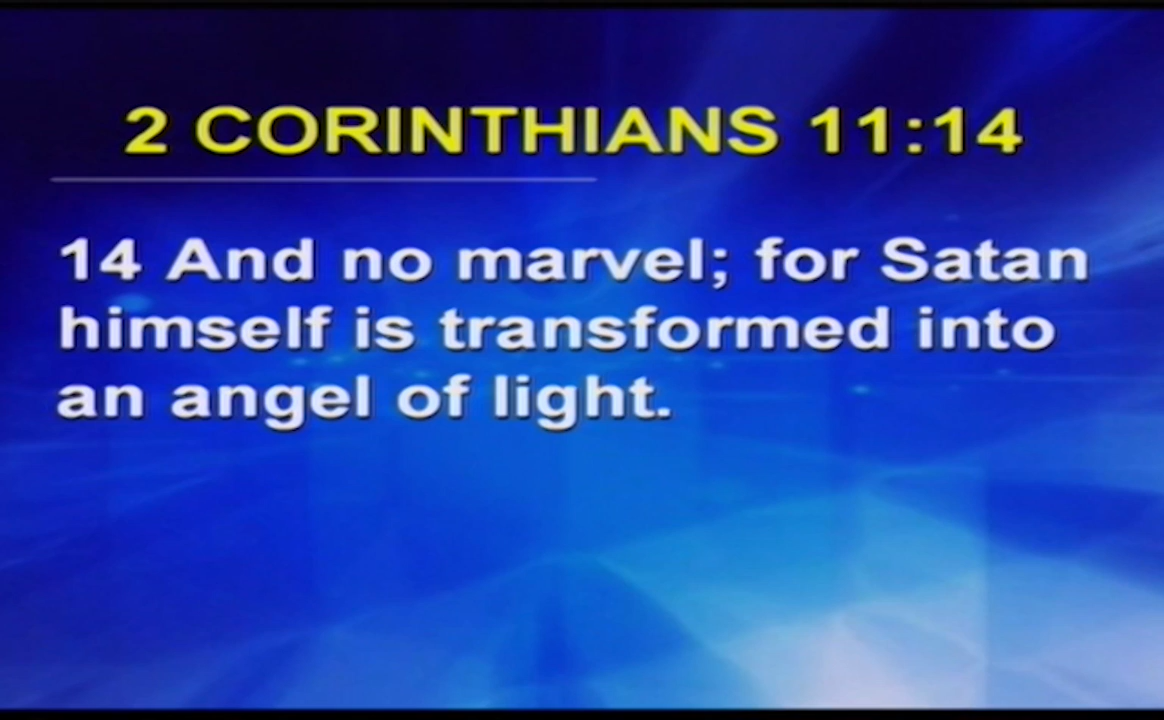 2 CORINTHIANS 11:14
14 And no marvel; for Satan
himself is transformed into
an angel of light.